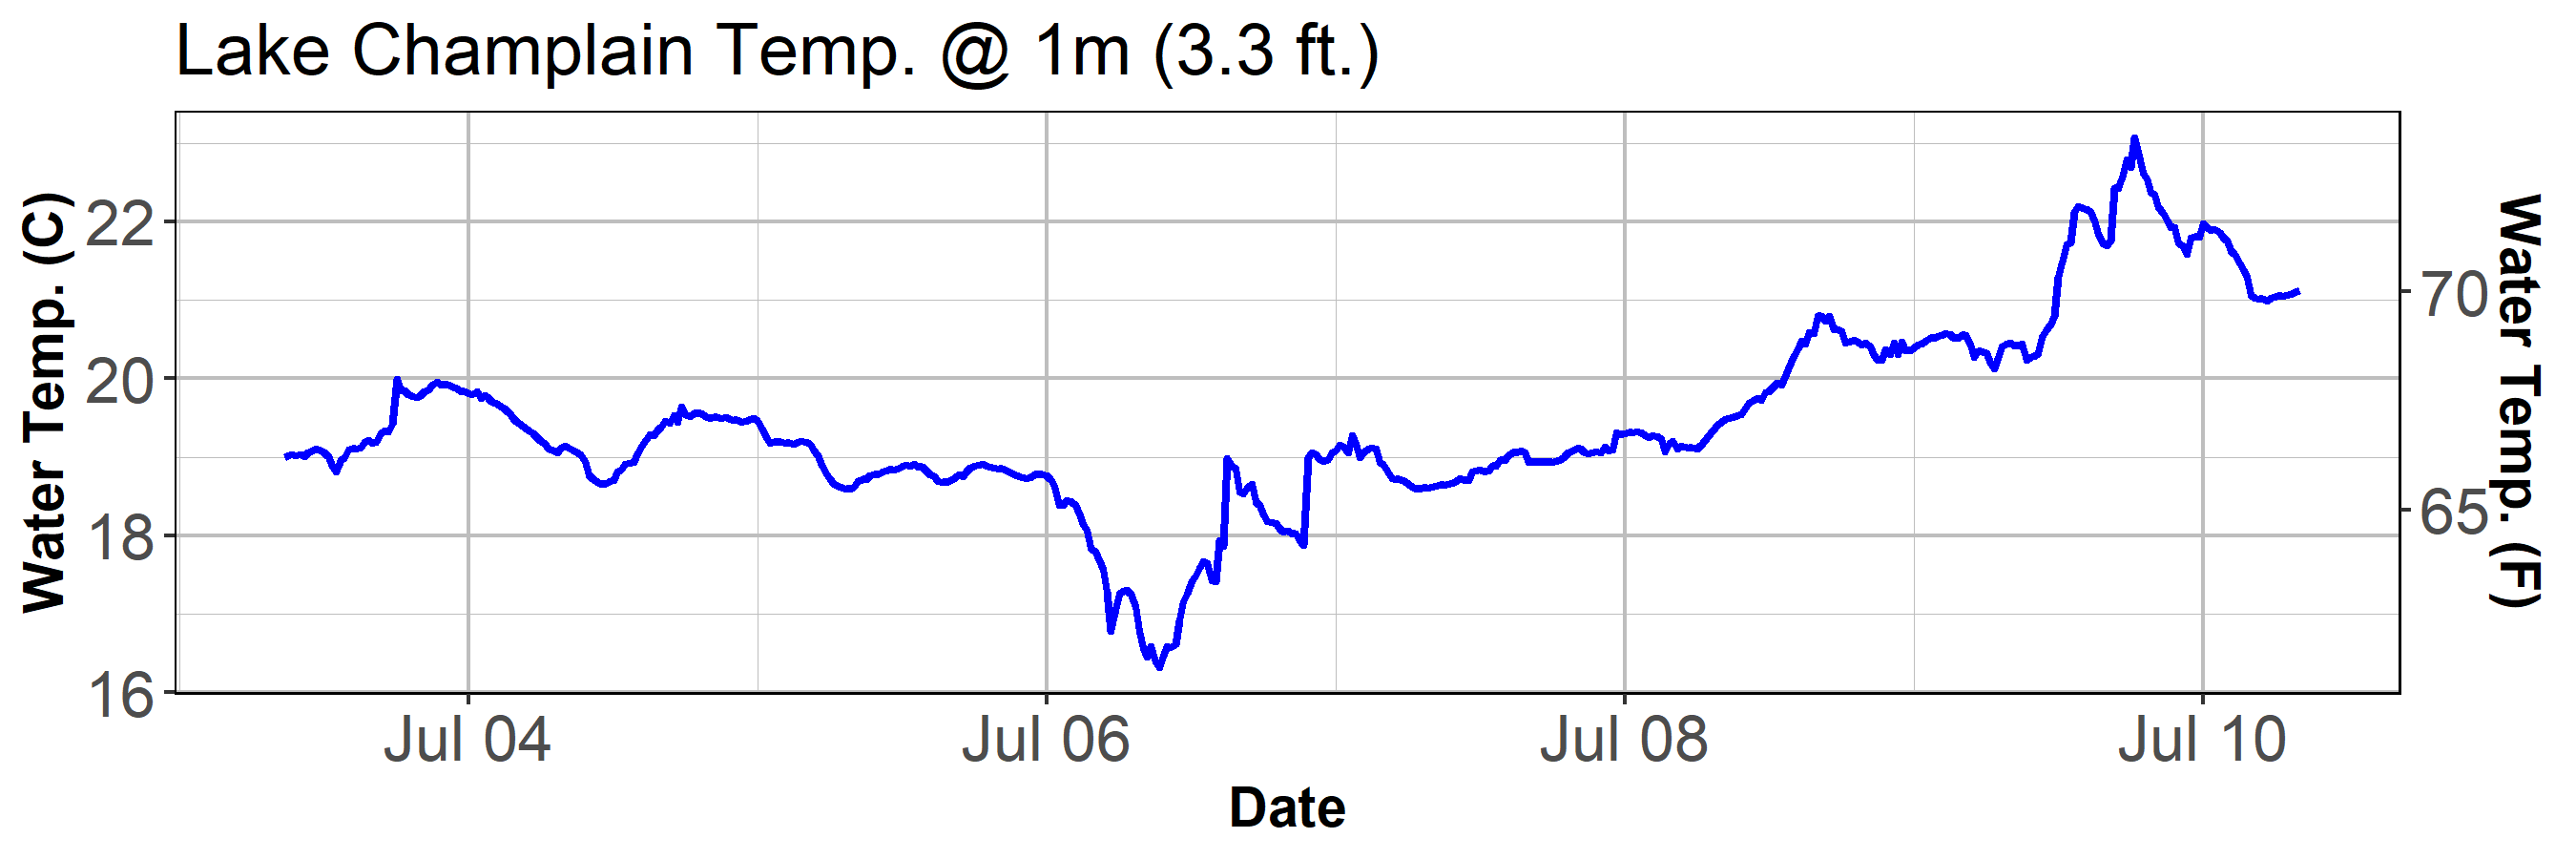 Lake Champlain Temp. @ 1m (3.3 ft.)
Water Temp. (C)
22
20
18
16
70
65
Water Temp. (F)
Jul 04
Jul 06
Jul 08
Jul 10
Date